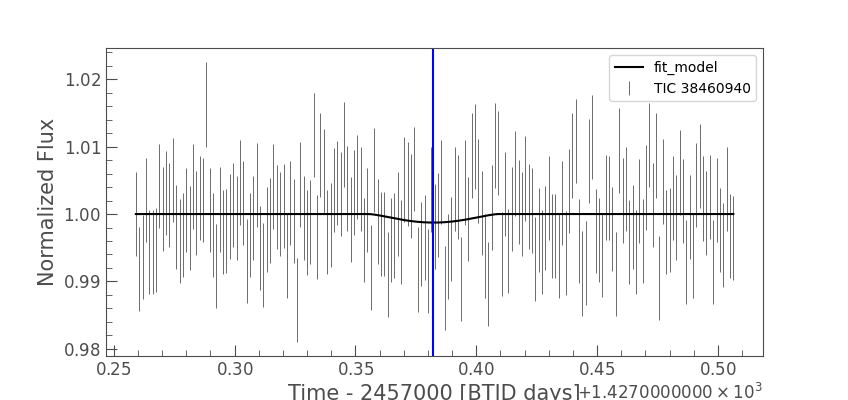 fit_model
TIC 38460940
Normalized Flux
1.02
1.01
1.00
0.99
0.98
0.25 0.30 0.35 0.40 0.45 0.50
Time - 2457000 [BTJD days]
+1.4270000000 × 10³